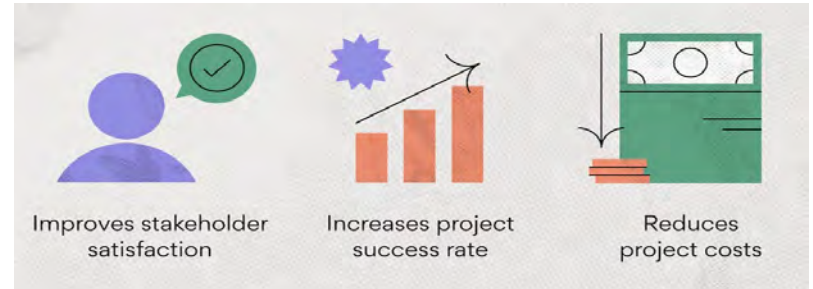 Improves stakeholder
satisfaction
Increases project
success rate
Reduces
project costs